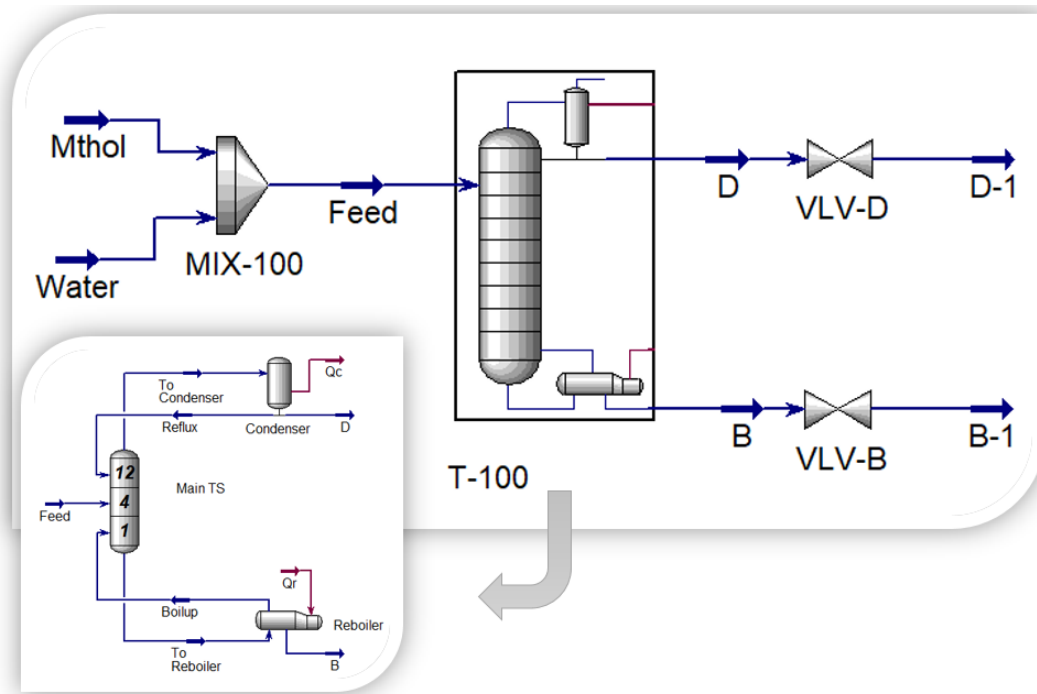 Mthol
Water
MIX-100
Feed
T-100
D
VLV-D
D-1
B
VLV-B
B-1
To
Condenser
Qc
Reflux
Condenser
D
12
Main TS
4
Feed
1
Qr
Boilup
Reboiler
To
Reboiler
B